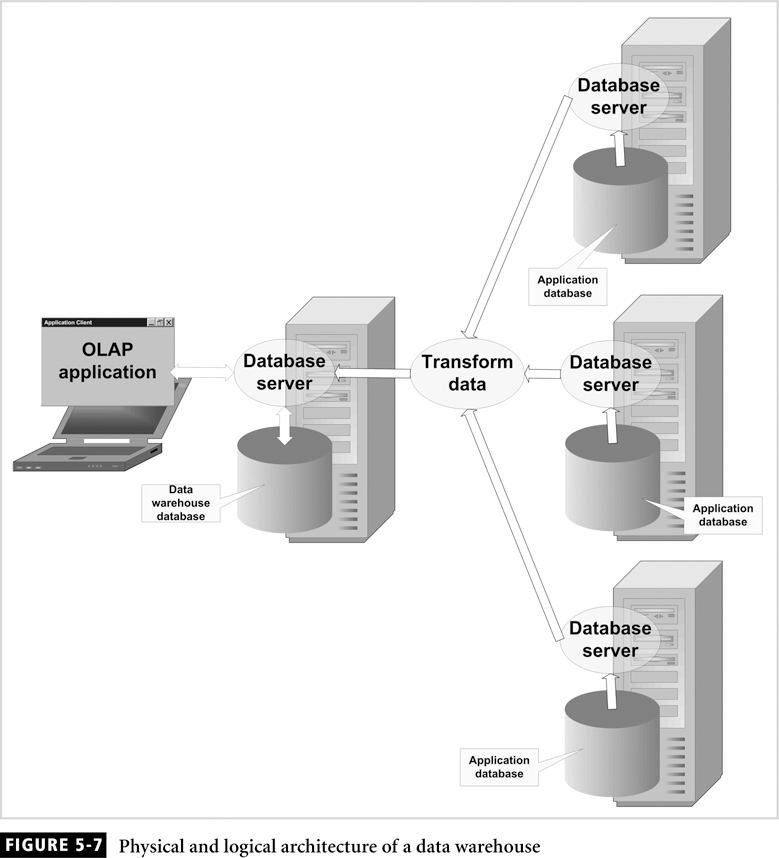 Database
server
Application
database
Application Client
OLAP
application
Database
server
Data
warehouse
database
Transform
data
Database
server
Application
database
Database
server
Application
database
FIGURE 5-7 Physical and logical architecture of a data warehouse